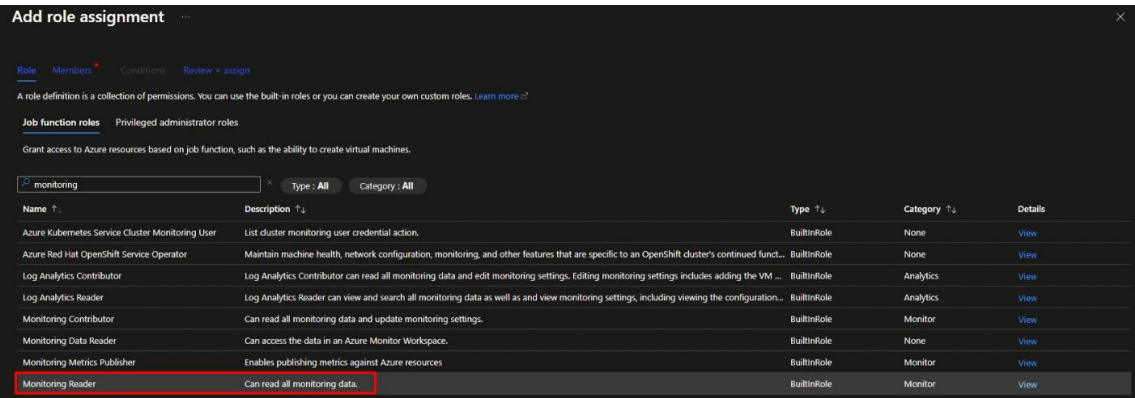 Add role assignment ...
Role Members * Conditions Review + assign
A role definition is a collection of permissions. You can use the built-in roles or you can create your own custom roles. Learn more
Job function roles Privileged administrator roles
Grant access to Azure resources based on job function, such as the ability to create virtual machines.
monitoring Type : All Category : All
Name ↑↓ Description ↑↓ Type ↑↓ Category ↑↓ Details
Azure Kubernetes Service Cluster Monitoring User List cluster monitoring user credential action. BuiltInRole None View
Azure Red Hat OpenShift Service Operator Maintain machine health, network configuration, monitoring, and other features that are specific to an OpenShift cluster's continued funct... BuiltInRole None View
Log Analytics Contributor Log Analytics Contributor can read all monitoring data and edit monitoring settings. Editing monitoring settings includes adding the VM ... BuiltInRole Analytics View
Log Analytics Reader Log Analytics Reader can view and search all monitoring data as well as and view monitoring settings, including viewing the configuration... BuiltInRole Analytics View
Monitoring Contributor Can read all monitoring data and update monitoring settings. BuiltInRole Monitor View
Monitoring Data Reader Can access the data in an Azure Monitor Workspace. BuiltInRole None View
Monitoring Metrics Publisher Enables publishing metrics against Azure resources BuiltInRole Monitor View
Monitoring Reader Can read all monitoring data. BuiltInRole Monitor View